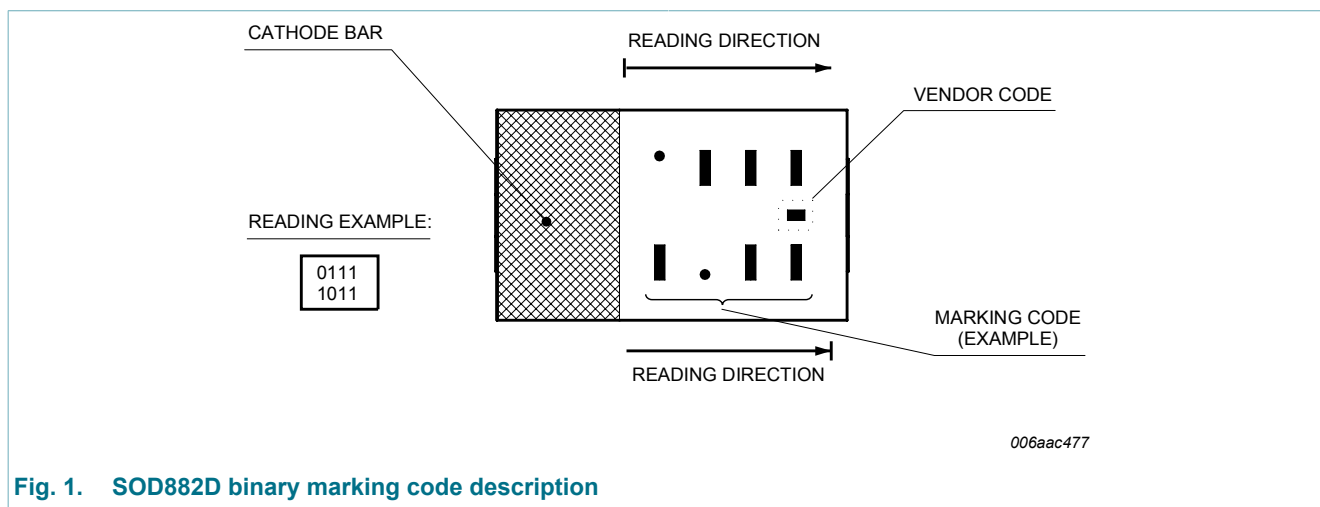 CATHODE BAR
READING DIRECTION
VENDOR CODE
READING EXAMPLE:
0111
1011
MARKING CODE
(EXAMPLE)
READING DIRECTION
006aac477
Fig. 1. SOD882D binary marking code description